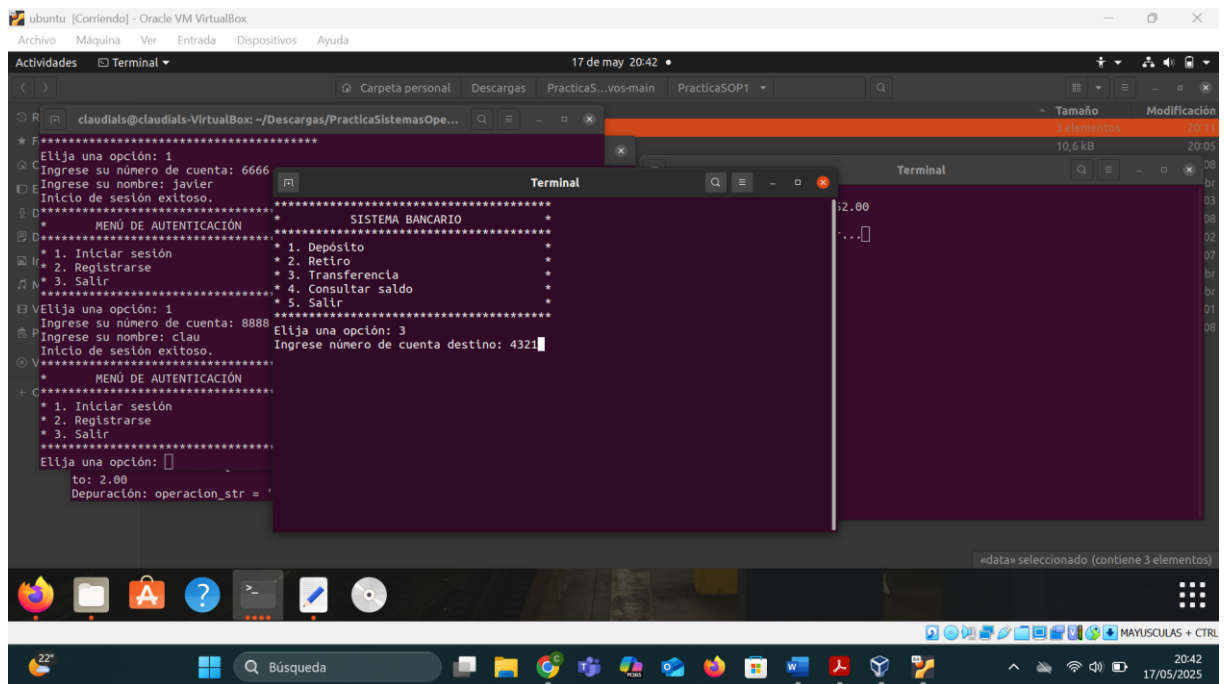 ubuntu [Corriendo] - Oracle VM VirtualBox
Archivo Máquina Ver Entrada Dispositivos Ayuda
Actividades Terminal 17 de may 20:42
Carpeta personal Descargas PracticaS...vos-main PracticaSOP1
Tamaño Modificación
3 elementos 20:11
10,6 kB 20:05
claudials@claudials-VirtualBox: ~/Descargas/PracticaSistemasOpe...
****************************************
Elija una opción: 1
Ingrese su número de cuenta: 6666
Ingrese su nombre: javier
Inicio de sesión exitoso.
**********************************
* MENÚ DE AUTENTICACIÓN
**********************************
* 1. Iniciar sesión
* 2. Registrarse
* 3. Salir
**********************************
Elija una opción: 1
Ingrese su número de cuenta: 8888
Ingrese su nombre: clau
Inicio de sesión exitoso.
**********************************
* MENÚ DE AUTENTICACIÓN
**********************************
* 1. Iniciar sesión
* 2. Registrarse
* 3. Salir
**********************************
Elija una opción:
to: 2.00
Depuración: operacion_str = '
Terminal
****************************************
* SISTEMA BANCARIO *
****************************************
* 1. Depósito *
* 2. Retiro *
* 3. Transferencia *
* 4. Consultar saldo *
* 5. Salir *
****************************************
Elija una opción: 3
Ingrese número de cuenta destino: 4321
Terminal
52.00
...
«data» seleccionado (contiene 3 elementos)
MAYUSCULAS + CTRL
22°
Búsqueda
20:42
17/05/2025